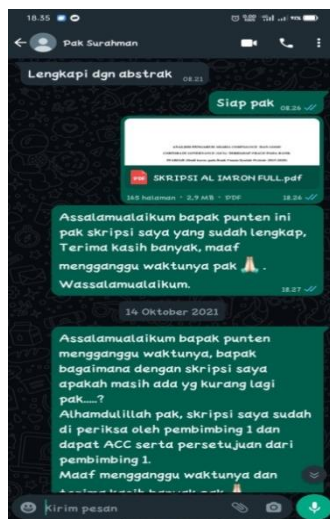 18.35
Pak Surahman
Lengkapi dgn abstrak 08.21
Siap pak 08.26
SKRIPSI AL IMRON FULL.pdf
165 halaman • 2,9 MB • PDF 18.26
Assalamualaikum bapak punten ini
pak skripsi saya yang sudah lengkap,
Terima kasih banyak, maaf
mengganggu waktunya pak 🙏🏻 .
Wassalamualaikum.
18.27
14 Oktober 2021
Assalamualaikum bapak punten
mengganggu waktunya, bapak
bagaimana dengan skripsi saya
apakah masih ada yg kurang lagi
pak.....?
Alhamdulillah pak, skripsi saya sudah
di periksa oleh pembimbing 1 dan
dapat ACC serta persetujuan dari
pembimbing 1.
Maaf mengganggu waktunya dan
terima kasih banyak pak
Kirim pesan